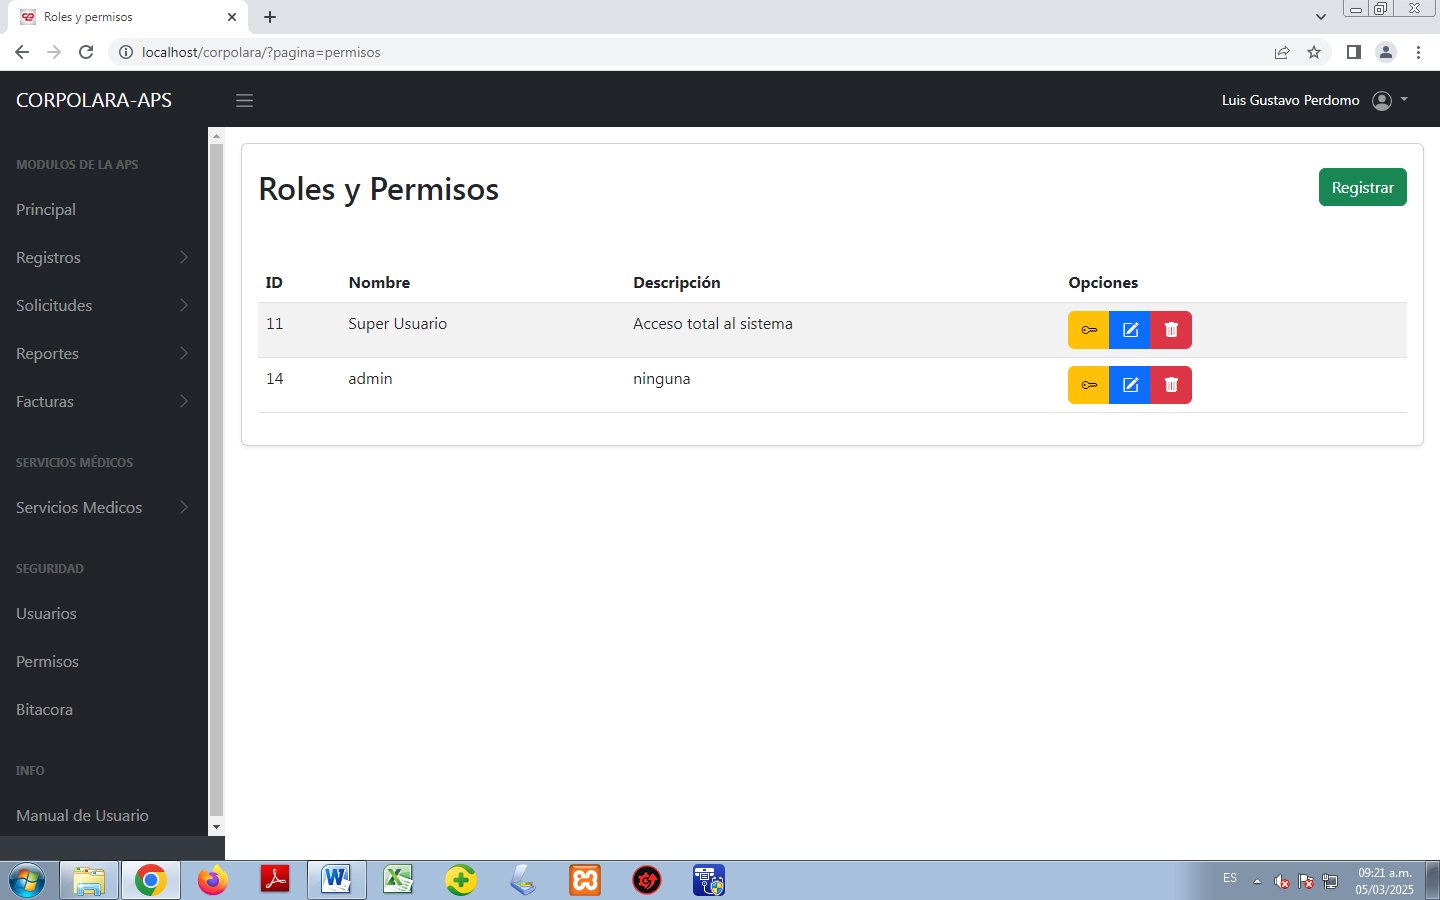 Roles y permisos
localhost/corpolara/?pagina=permisos
CORPOLARA-APS
Luis Gustavo Perdomo
MODULOS DE LA APS
Principal
Registros
Solicitudes
Reportes
Facturas
SERVICIOS MÉDICOS
Servicios Medicos
SEGURIDAD
Usuarios
Permisos
Bitacora
INFO
Manual de Usuario
Roles y Permisos
Registrar
ID Nombre Descripción Opciones
11 Super Usuario Acceso total al sistema
14 admin ninguna
ES
09:21 a.m.
05/03/2025